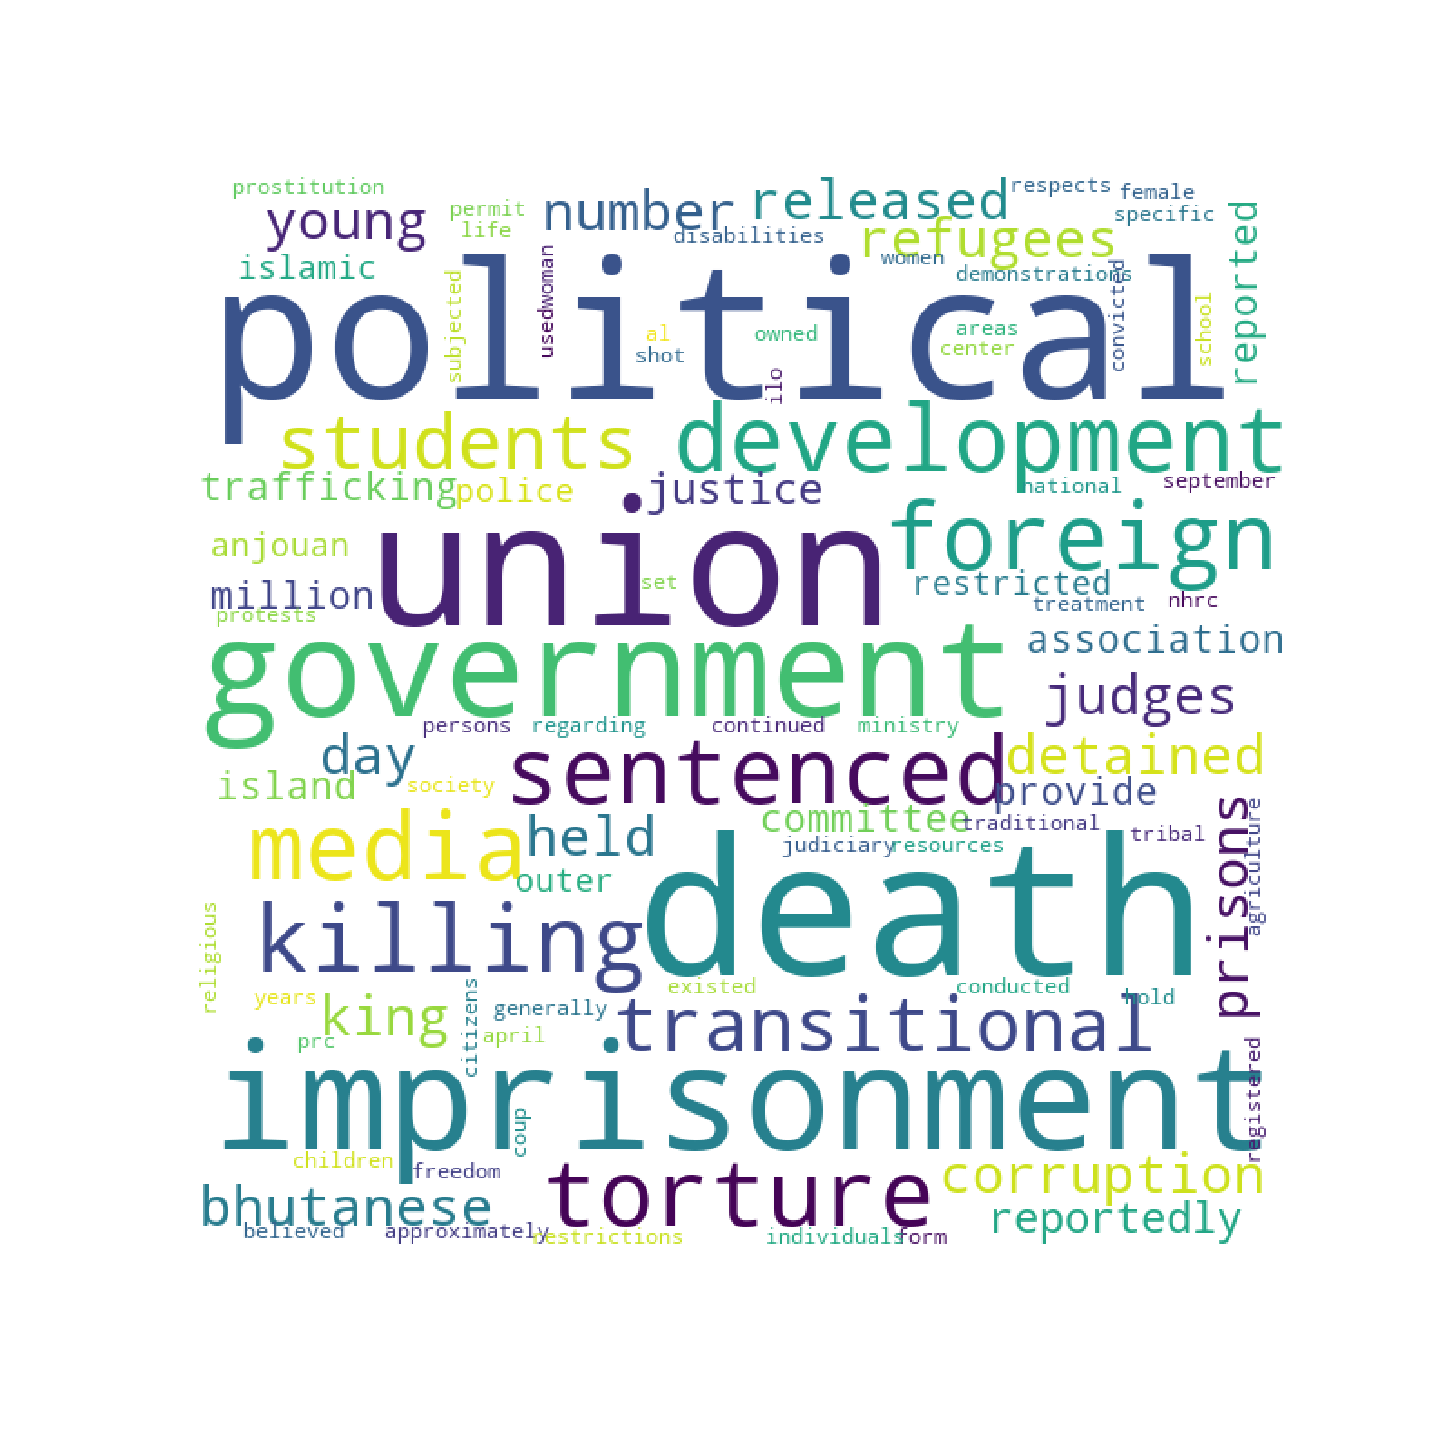 prostitution
young
permit
life
number
released
respects
female
specific
disabilities
refugees
reported
islamic
women
demonstrations
political
subjected
usedwoman
al
shot
owned
areas
center
convicted
school
ilo
students
development
trafficking
police
justice
national
september
union
foreign
anjouan
million
set
restricted
treatment
nhrc
protests
government
association
judges
persons
regarding
continued
ministry
day
sentenced
detained
island
society
provide
media
held
committee
traditional
tribal
judiciary
resources
prisons
agriculture
outer
death
killing
religious
years
king
citizens
generally
existed
conducted
hold
prc
april
transitional
imprisonment
registered
coup
children
freedom
torture
corruption
bhutanese
reportedly
believed
approximately
restrictions
individuals
form